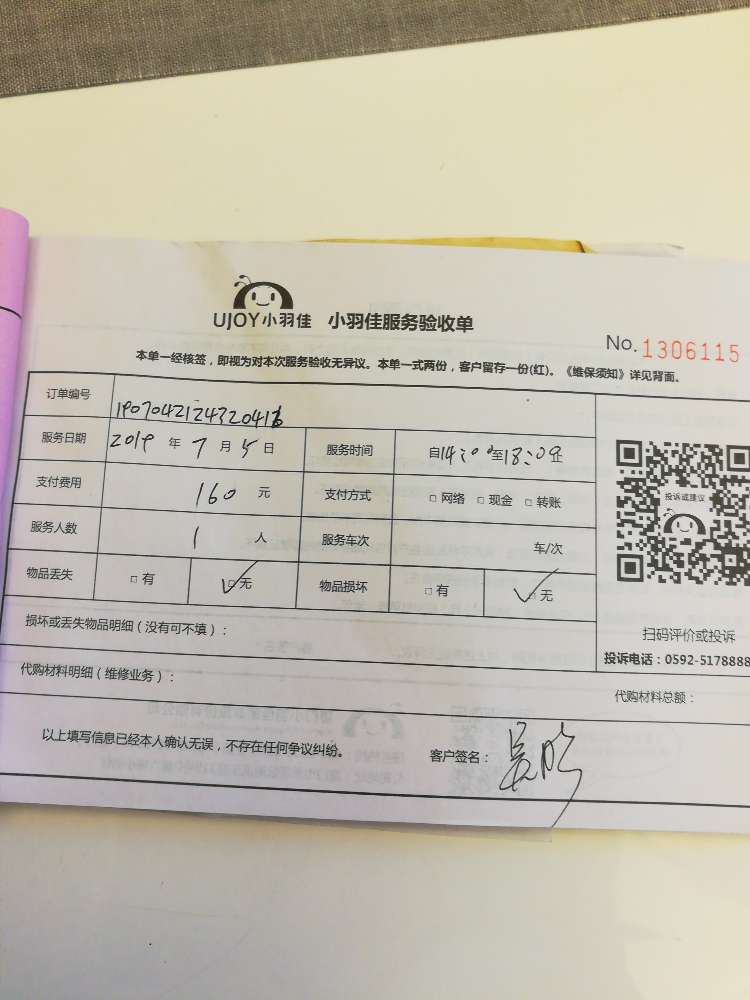 UJOY小羽佳 小羽佳服务验收单
No. 1306115
本单一经核签，即视为对本次服务验收无异议。本单一式两份，客户留存一份(红)。《维保须知》详见背面。
订单编号 1907042124320416
服务日期 2019 年 7 月 5 日 服务时间 自14:00至18:00止
支付费用 160 元 支付方式 □网络 □现金 □转账
服务人数 1 人 服务车次 车/次
物品丢失 □有 ☑无 物品损坏 □有 ☑无
投诉或建议
扫码评价或投诉
投诉电话：0592-5178888
损坏或丢失物品明细（没有可不填）：
代购材料明细（维修业务）： 代购材料总额：
以上填写信息已经本人确认无误，不存在任何争议纠纷。 客户签名：